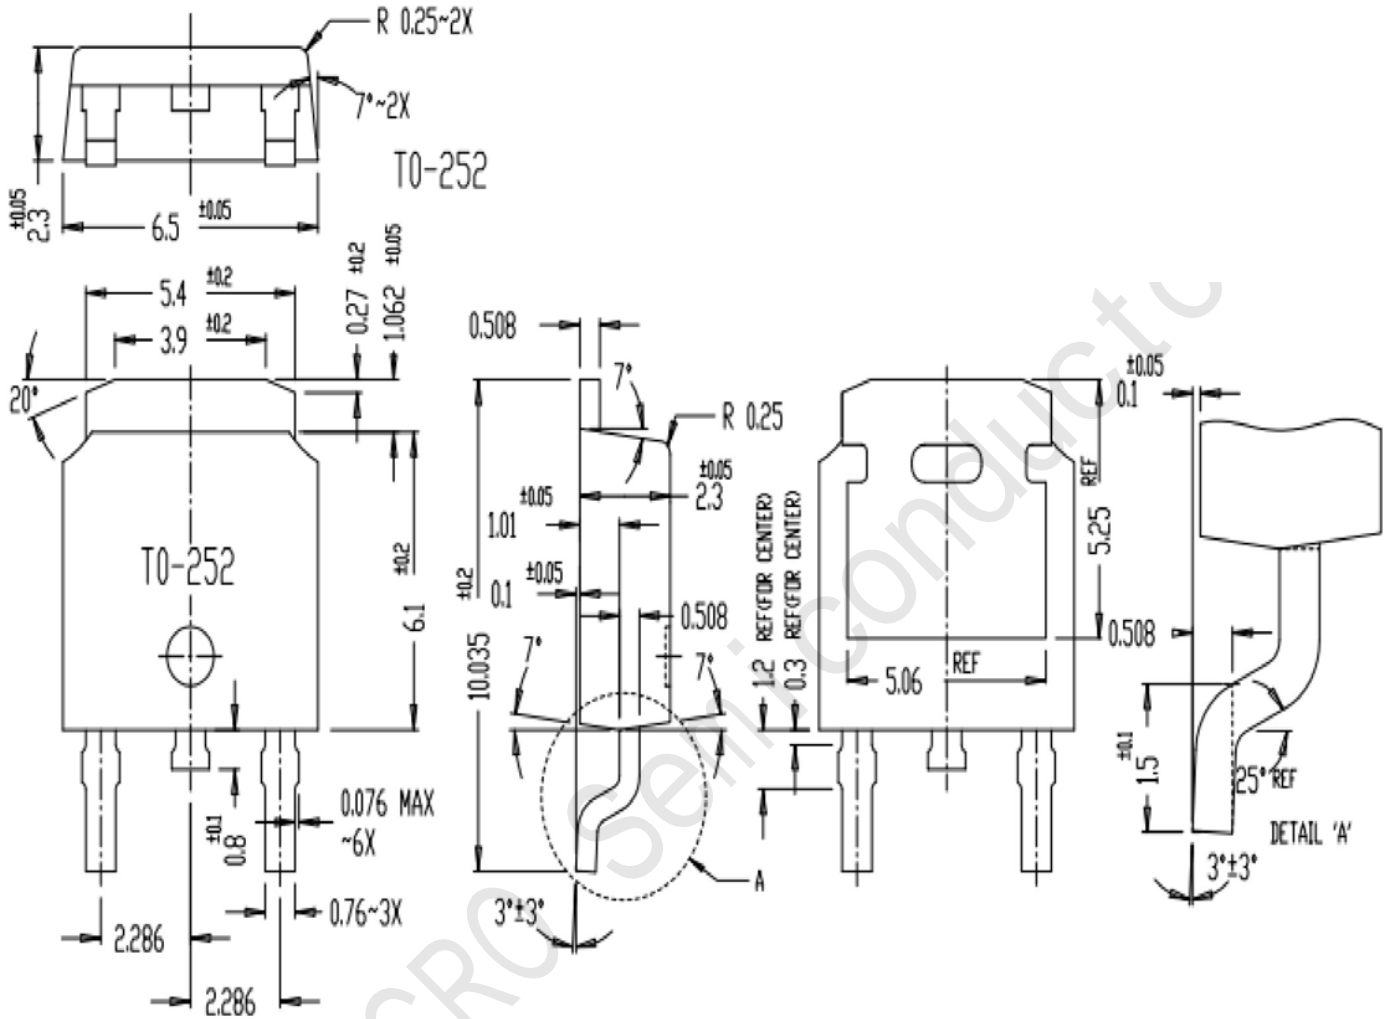 R 0.25~2X
7°~2X
TO-252
2.3 ±0.05
6.5 ±0.05
5.4 ±0.2
3.9 ±0.2
0.27 ±0.2
1.062 ±0.05
20°
TO-252
6.1 ±0.2
0.8 ±0.1
0.076 MAX
~6X
0.76~3X
2.286
2.286
0.508
7°
R 0.25
2.3 ±0.05
1.01 ±0.05
0.1 ±0.05
10.035 ±0.2
0.508
7°
7°
A
3°±3°
1.2 REF(FOR CENTER)
0.3 REF(FOR CENTER)
5.25 REF
5.06 REF
0.1 ±0.05
0.508
1.5 ±0.1
25° REF
DETAIL 'A'
3°±3°
CRO Semiconducto